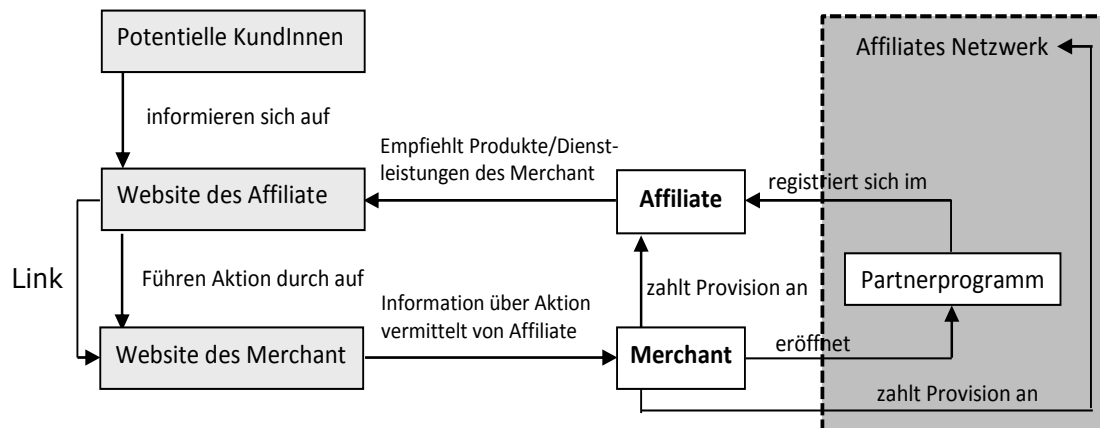 Potentielle KundInnen
Affiliates Netzwerk
informieren sich auf
Empfiehlt Produkte/Dienst-
leistungen des Merchant
Website des Affiliate
Affiliate
registriert sich im
Link
Führen Aktion durch auf
zahlt Provision an
Partnerprogramm
Information über Aktion
vermittelt von Affiliate
Website des Merchant
Merchant
eröffnet
zahlt Provision an